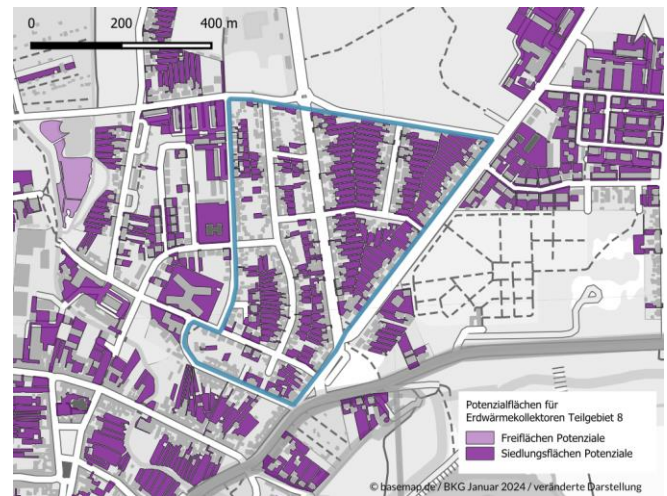 0 200 400 m
Potenzialflächen für
Erdwärmekollektoren Teilgebiet 8
Freiflächen Potenziale
Siedlungsflächen Potenziale
© basemap.de / BKG Januar 2024 / veränderte Darstellung